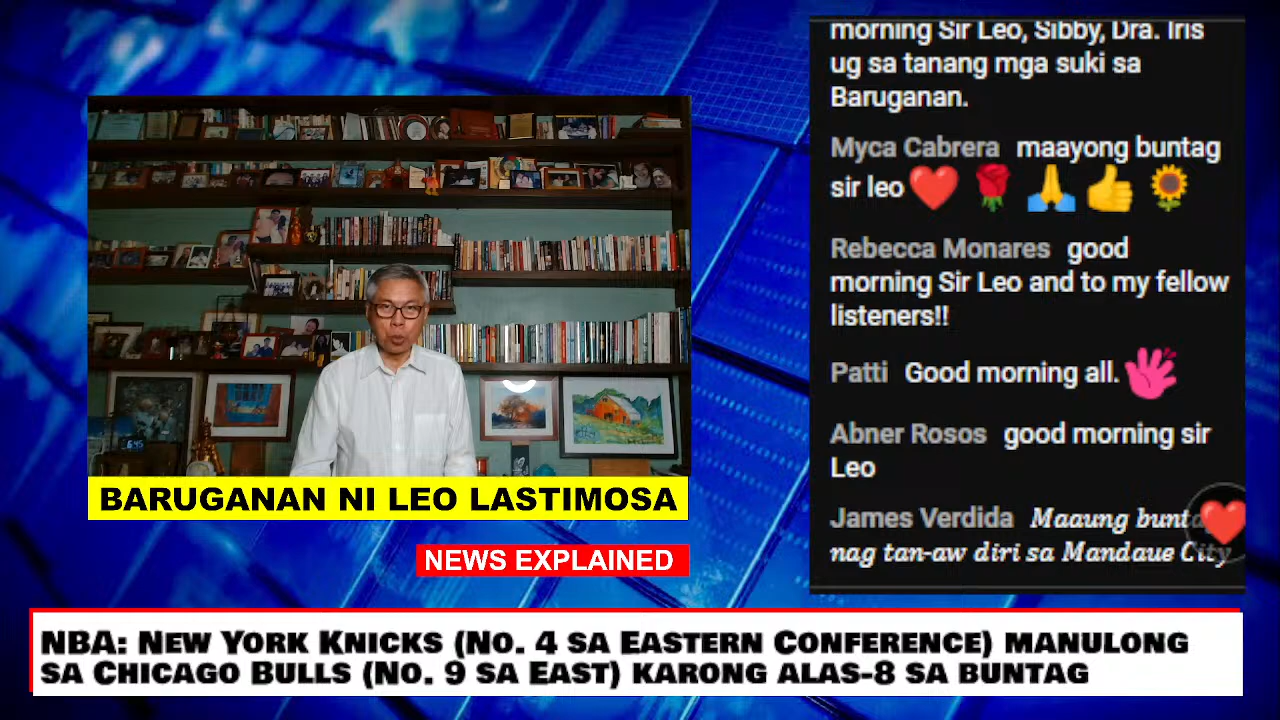 morning Sir Leo, Sibby, Dra. Iris
ug sa tanang mga suki sa
Baruganan.
Myca Cabrera maayong buntag
sir leo❤️ 🌹 🙏 👍 🌻
Rebecca Monares good
morning Sir Leo and to my fellow
listeners!!
Patti Good morning all.
Abner Rosos good morning sir
Leo
James Verdida Maaung
nag tan-aw diri sa Mandaue City
BARUGANAN NI LEO LASTIMOSA
NEWS EXPLAINED
NBA: NEW YORK KNICKS (NO. 4 SA EASTERN CONFERENCE) MANULONG
SA CHICAGO BULLS (NO. 9 SA EAST) KARONG ALAS-8 SA BUNTAG